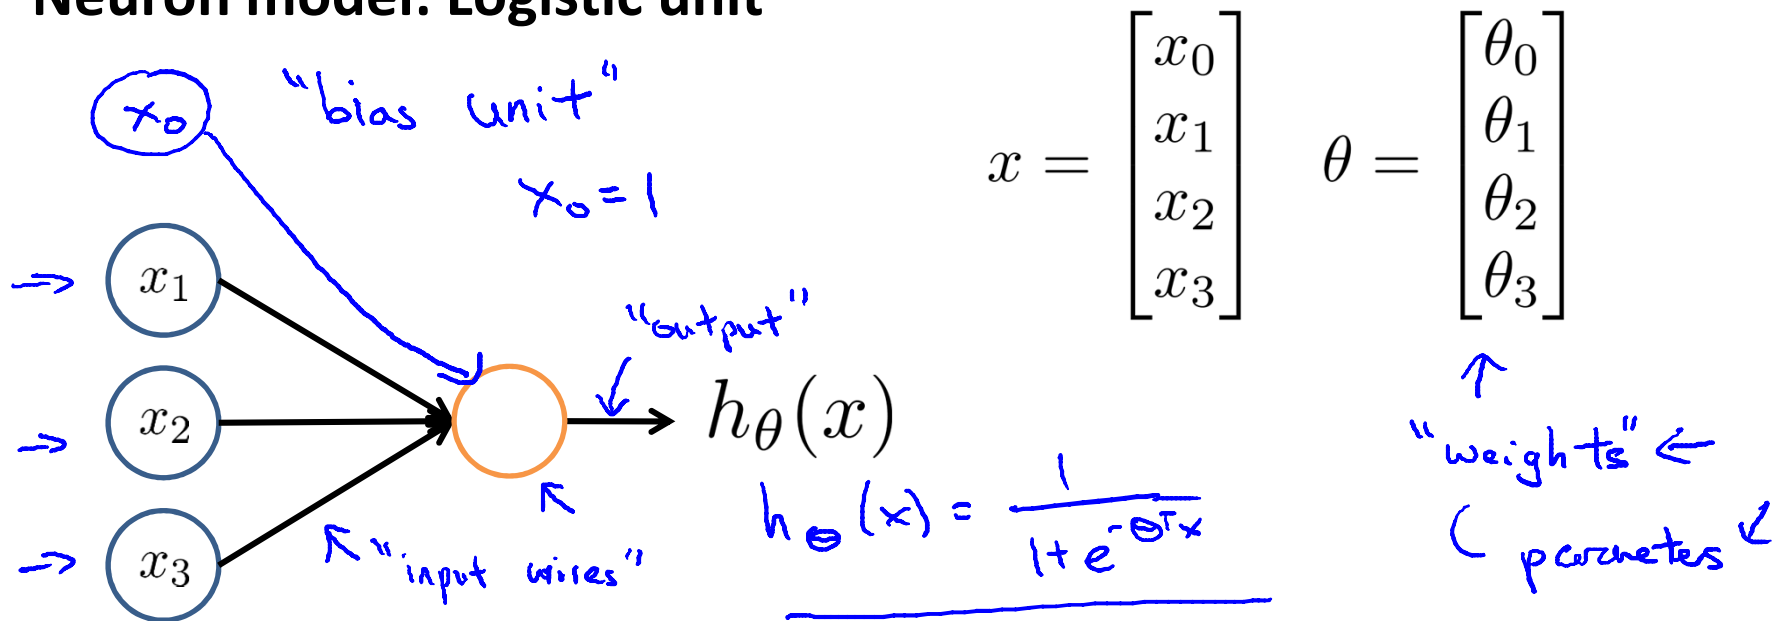 Neuron model: Logistic unit
x₀ "bias unit"
x₀ = 1
x₁
x₂
x₃
"input wires"
"output"
hθ(x)
hθ(x) = 1 / (1 + e^(-θᵀx))
x = [x₀ x₁ x₂ x₃]
θ = [θ₀ θ₁ θ₂ θ₃]
"weights" ←
( parameters